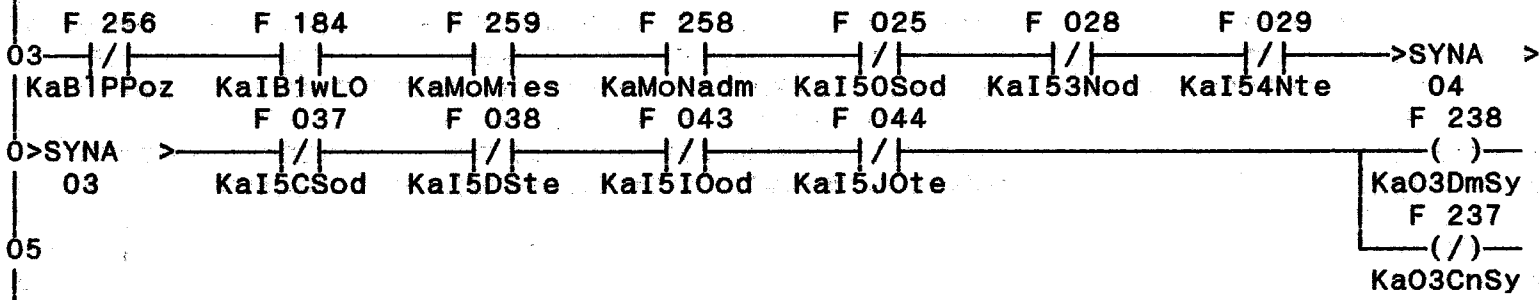 F 256 F 184 F 259 F 258 F 025 F 028 F 029
03 >SYNA >
KaB1PPoz KaIB1wLO KaMoMies KaMoNadm KaI50Sod KaI53Nod KaI54Nte 04
F 037 F 038 F 043 F 044 F 238
0>SYNA > ( )
03 KaI5CSod KaI5DSte KaI5IOod KaI5JOte KaO3DmSy
F 237
05 (/)
KaO3CnSy